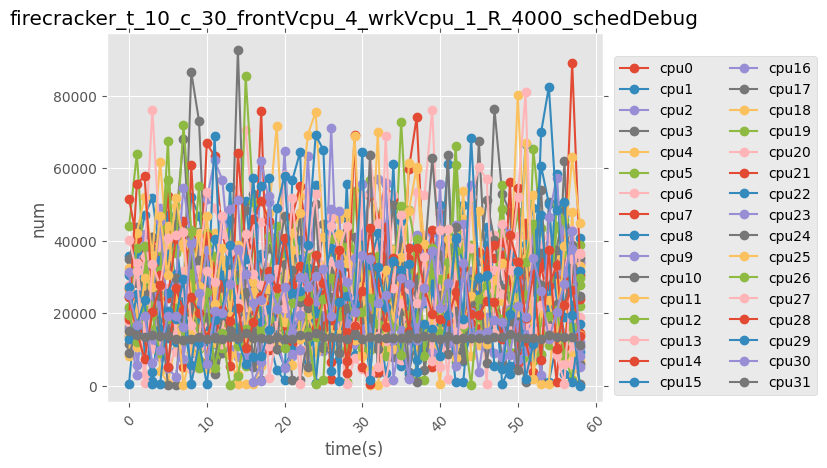 firecracker_t_10_c_30_frontVcpu_4_wrkVcpu_1_R_4000_schedDebug
num
80000
60000
40000
20000
0
0
10
20
30
40
50
60
time(s)
cpu0
cpu1
cpu2
cpu3
cpu4
cpu5
cpu6
cpu7
cpu8
cpu9
cpu10
cpu11
cpu12
cpu13
cpu14
cpu15
cpu16
cpu17
cpu18
cpu19
cpu20
cpu21
cpu22
cpu23
cpu24
cpu25
cpu26
cpu27
cpu28
cpu29
cpu30
cpu31